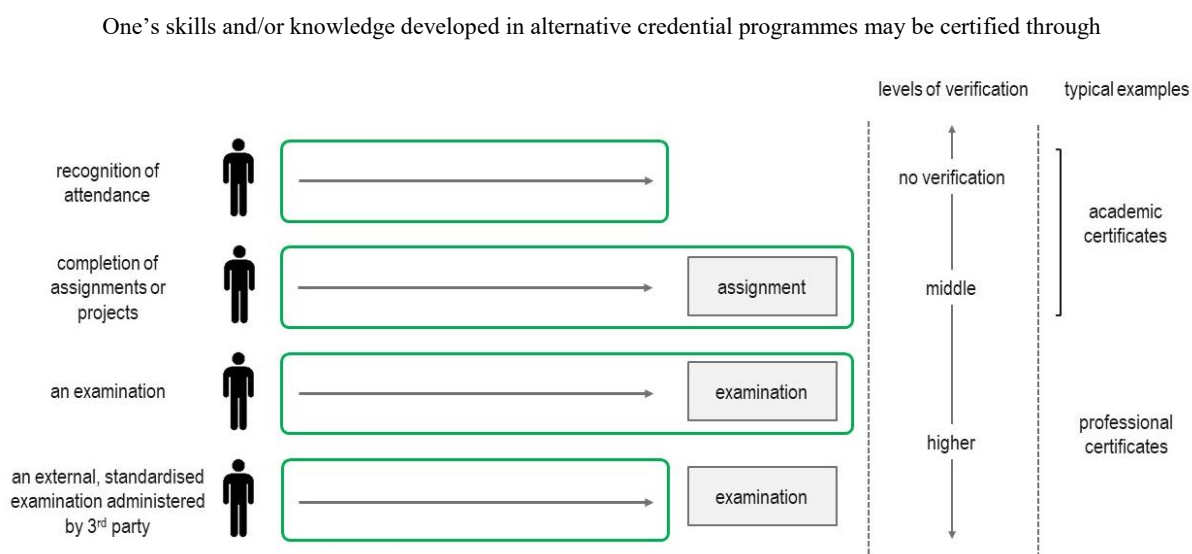 One’s skills and/or knowledge developed in alternative credential programmes may be certified through
levels of verification
typical examples
recognition of
attendance
no verification
academic
certificates
completion of
assignments or
projects
assignment
middle
an examination
examination
higher
professional
certificates
an external, standardised
examination administered
by 3rd party
examination